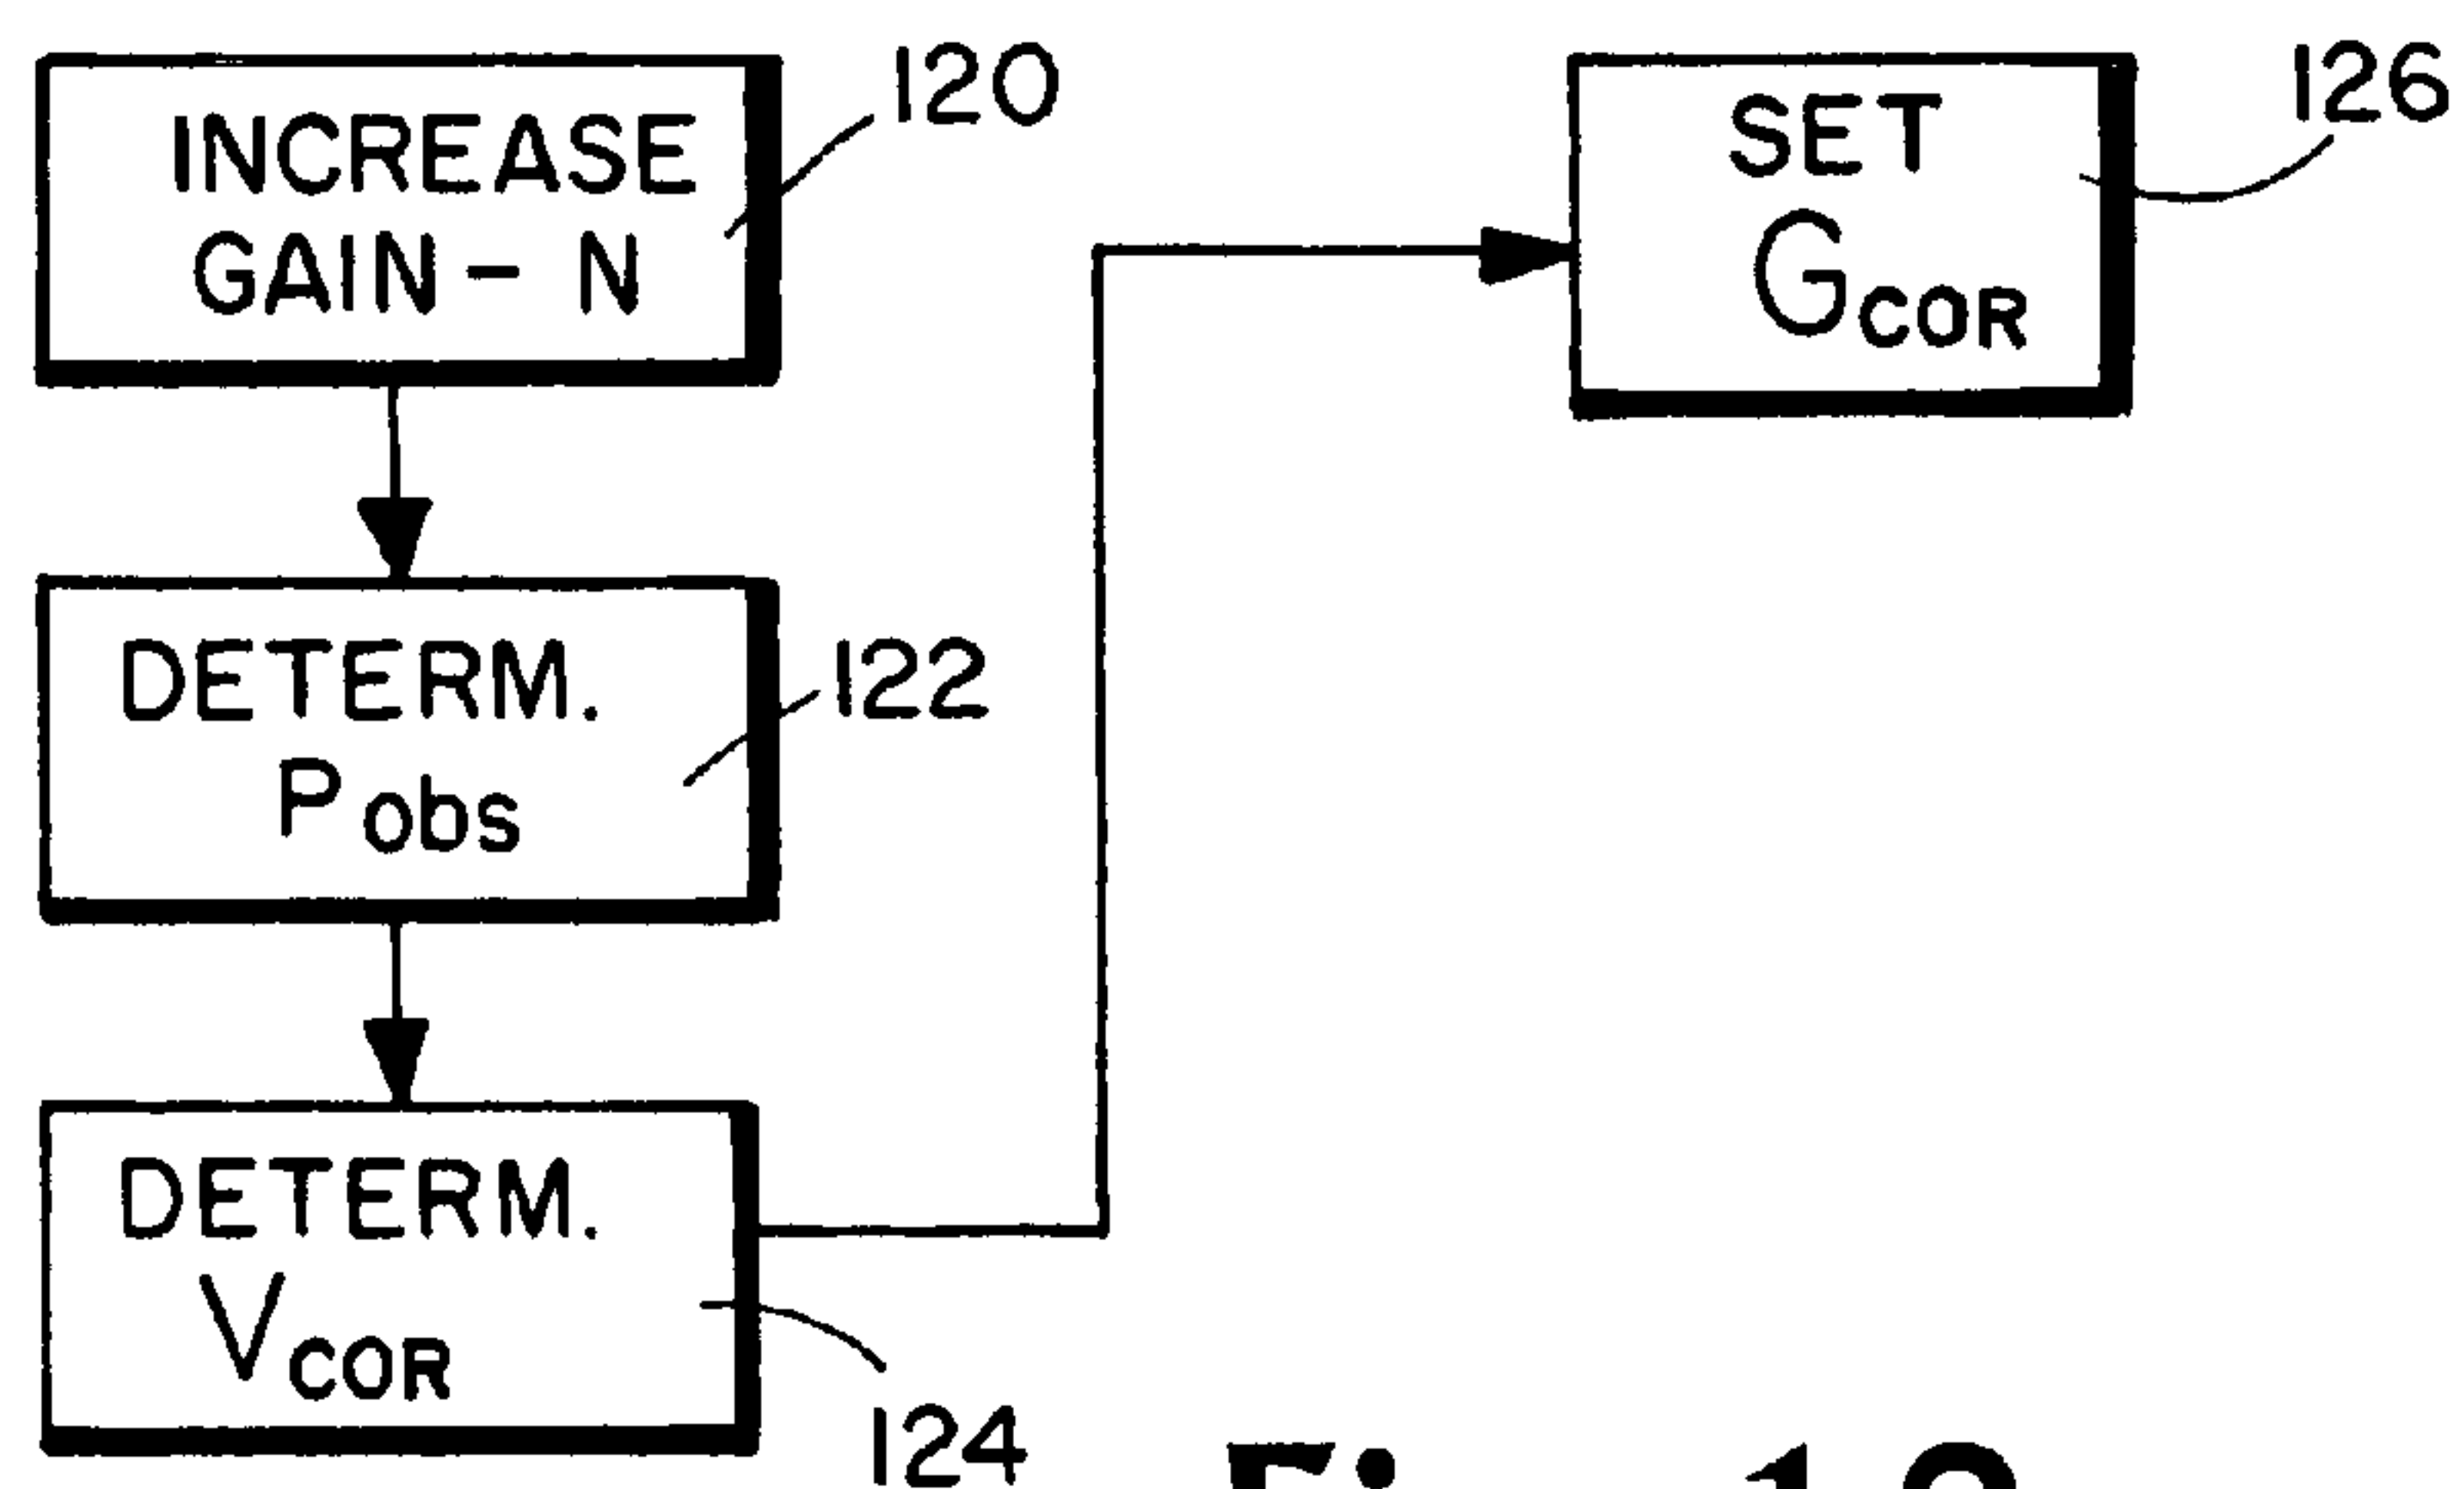 120
INCREASE
GAIN - N
122
DETERM.
Pobs
DETERM.
VCOR
124
126
SET
GCOR